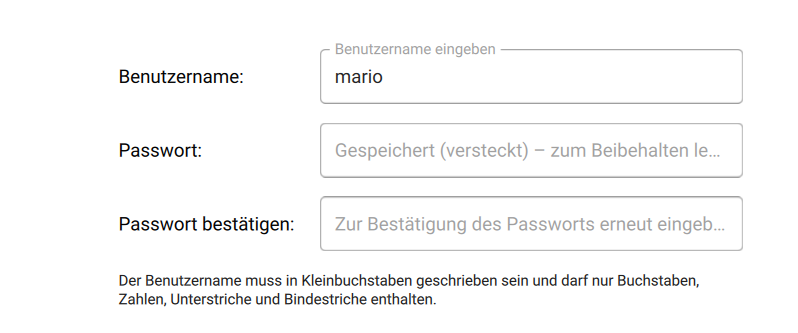 Benutzername eingeben
Benutzername: mario
Passwort: Gespeichert (versteckt) – zum Beibehalten le...
Passwort bestätigen: Zur Bestätigung des Passworts erneut eingeb...
Der Benutzername muss in Kleinbuchstaben geschrieben sein und darf nur Buchstaben,
Zahlen, Unterstriche und Bindestriche enthalten.